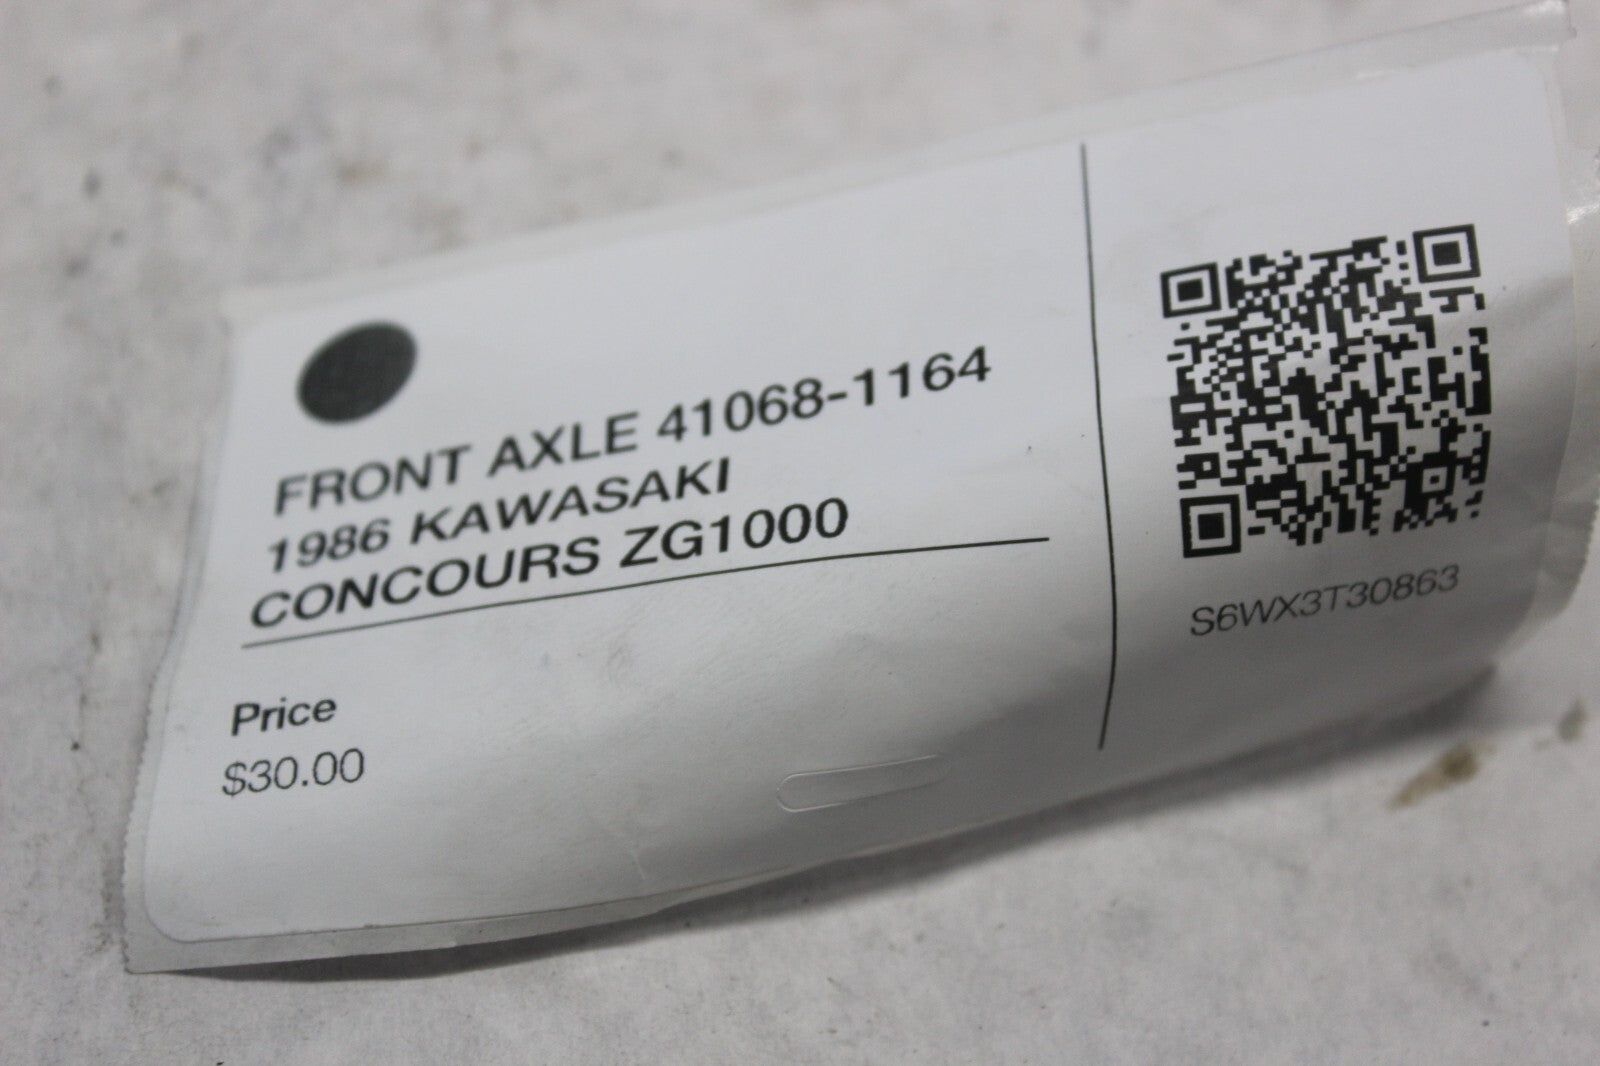 FRONT AXLE 41068-1164
1986 KAWASAKI
CONCOURS ZG1000
Price
$30.00
S6WX3T30863